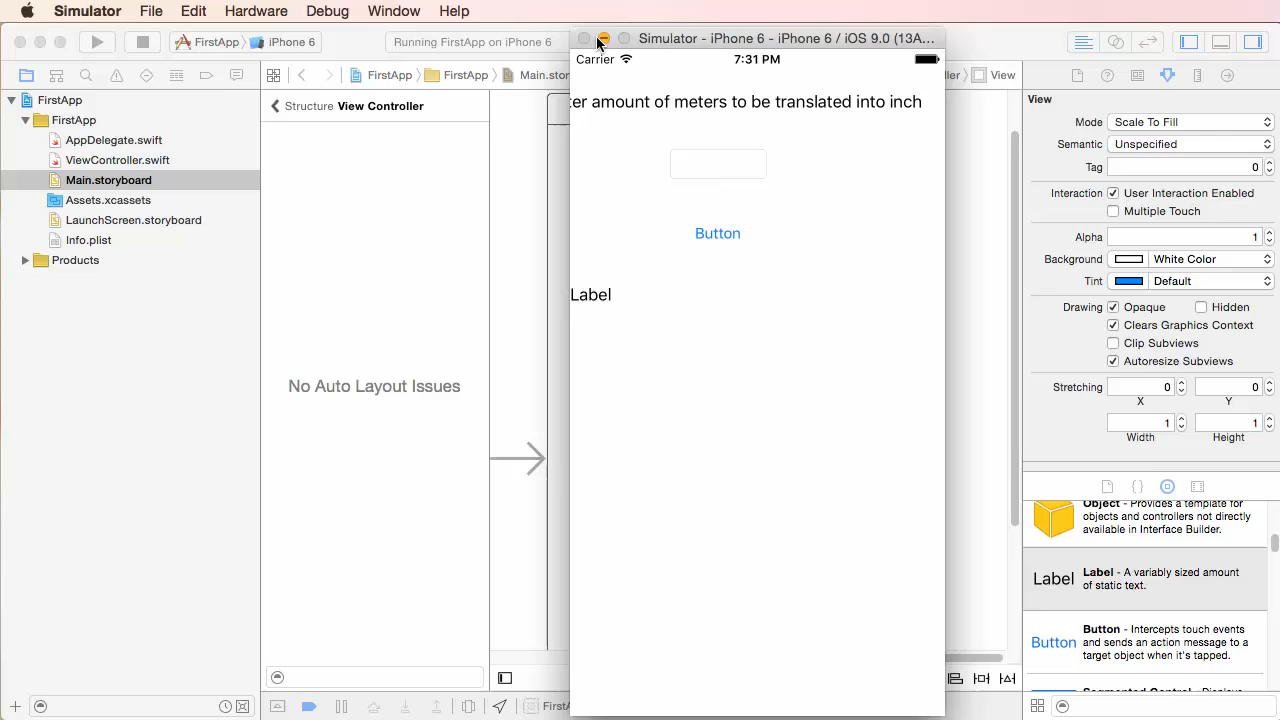 Simulator File Edit Hardware Debug Window Help
FirstApp iPhone 6
Running FirstApp on iPhone 6
Simulator - iPhone 6 - iPhone 6 / iOS 9.0 (13A...
Carrier 7:31 PM
FirstApp FirstApp Main.stor
View
FirstApp
FirstApp
AppDelegate.swift
ViewController.swift
Main.storyboard
Assets.xcassets
LaunchScreen.storyboard
Info.plist
Products
Structure View Controller
No Auto Layout Issues
ter amount of meters to be translated into inch
Button
Label
View
Mode Scale To Fill
Semantic Unspecified
Tag 0
Interaction User Interaction Enabled
Multiple Touch
Alpha 1
Background White Color
Tint Default
Drawing Opaque Hidden
Clears Graphics Context
Clip Subviews
Autoresize Subviews
Stretching 0 0
X Y
1 1
Width Height
Object - Provides a template for
objects and controllers not directly
available in Interface Builder.
Label
Label - A variably sized amount
of static text.
Button
Button - Intercepts touch events
and sends an action message to a
target object when it's tapped.